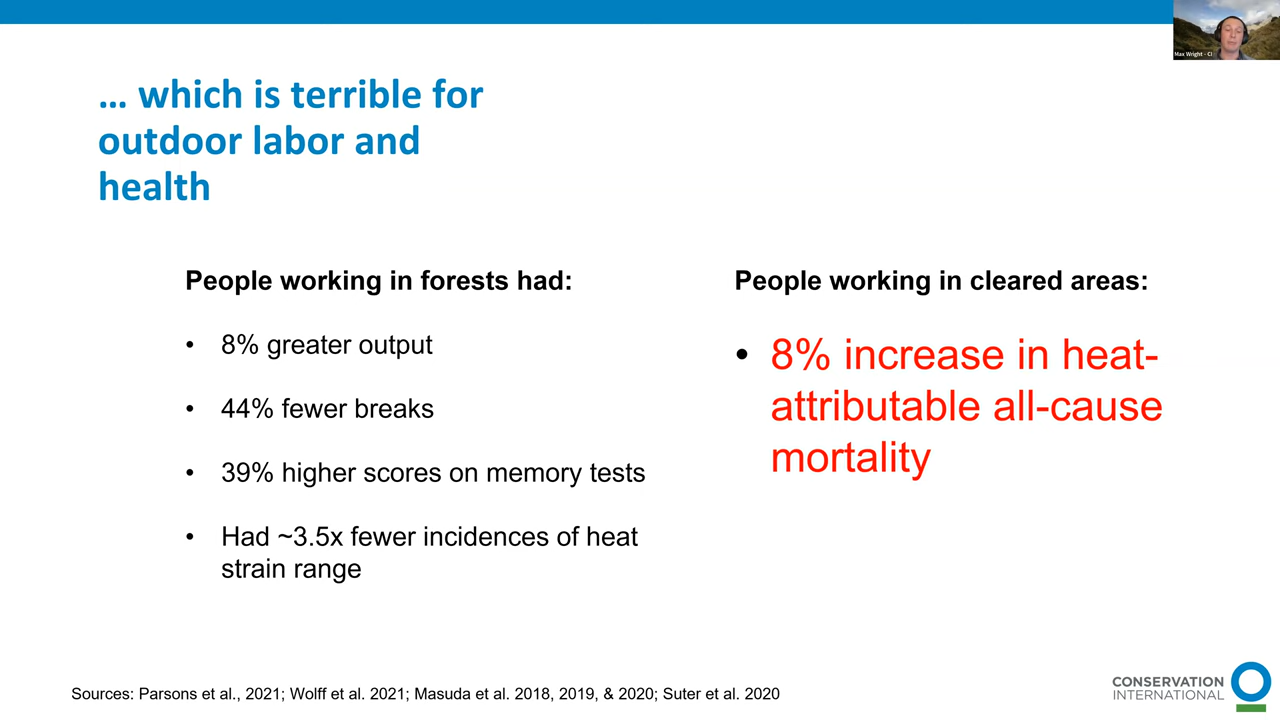 Max Wright - CI
… which is terrible for
outdoor labor and
health
People working in forests had:
• 8% greater output
• 44% fewer breaks
• 39% higher scores on memory tests
• Had ~3.5x fewer incidences of heat
strain range
People working in cleared areas:
• 8% increase in heat-
attributable all-cause
mortality
Sources: Parsons et al., 2021; Wolff et al. 2021; Masuda et al. 2018, 2019, & 2020; Suter et al. 2020
CONSERVATION
INTERNATIONAL